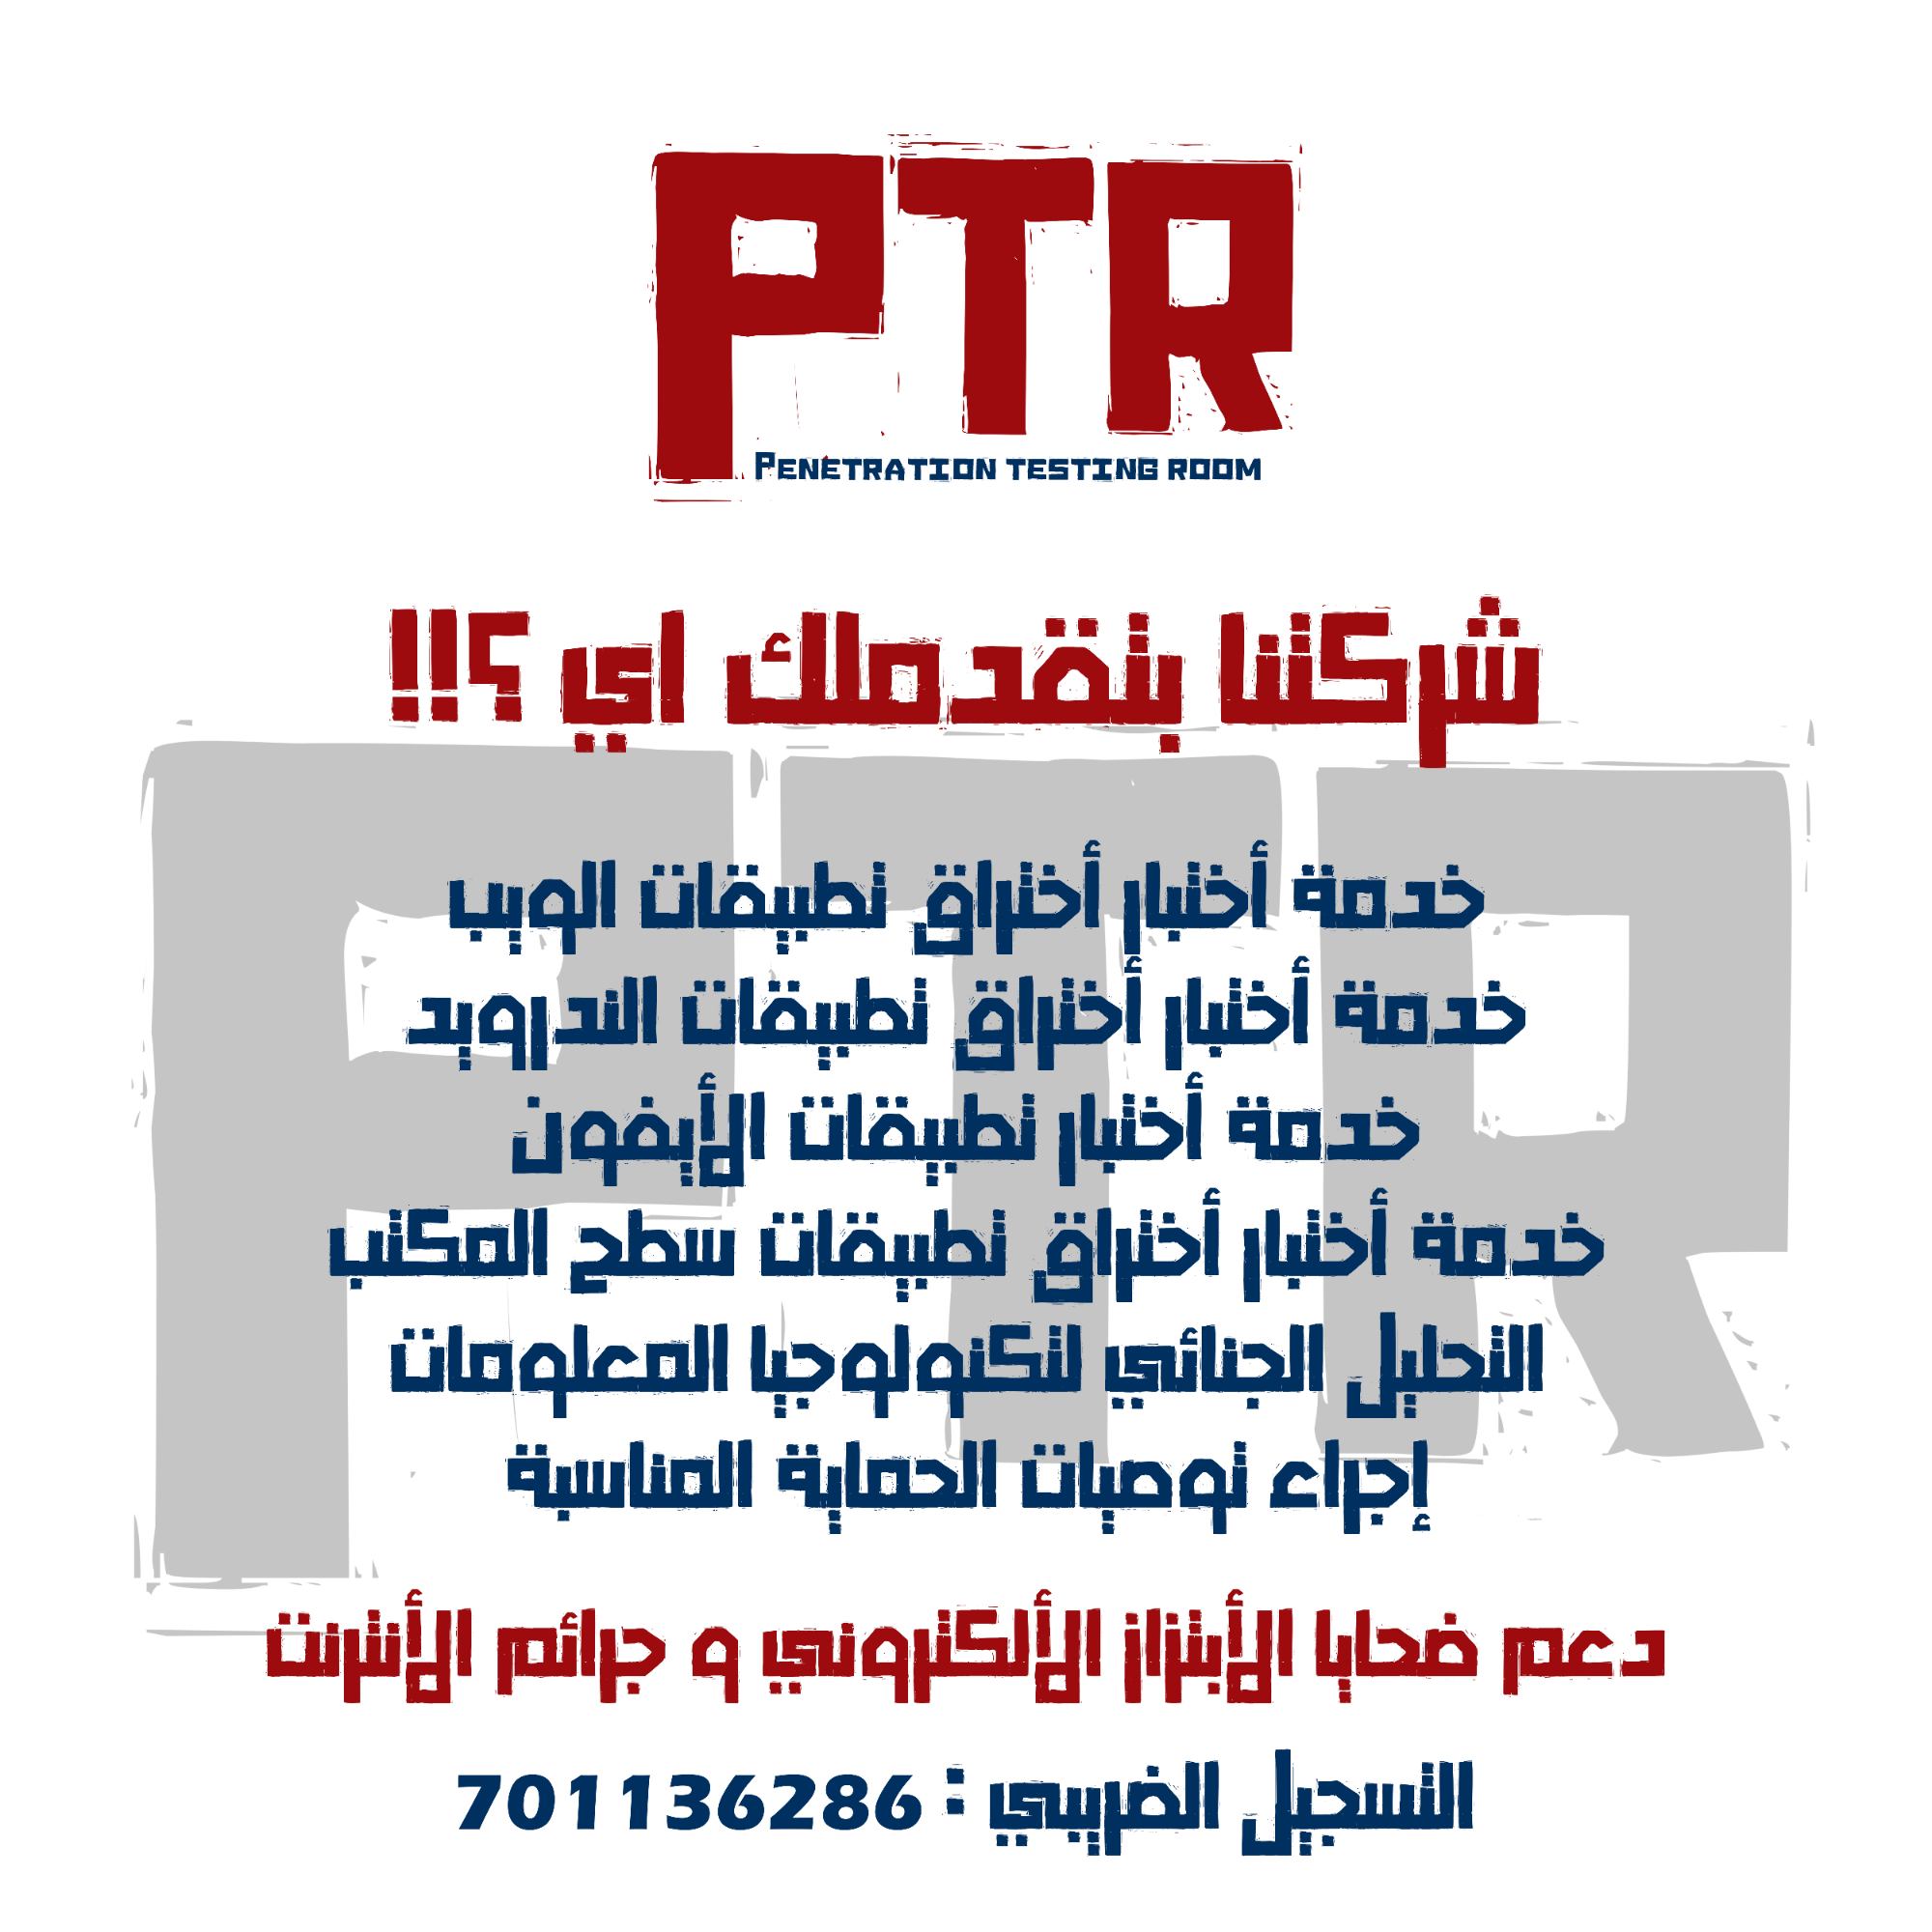 PTR
PENETRATION TESTING ROOM
شركتنا بتقدملك اي ؟!!
خدمة أختبار أختراق تطبيقات الويب
خدمة أختبار أختراق تطبيقات اندرويد
خدمة أختبار تطبيقات الأيفون
خدمة أختبار أختراق تطبيقات سطح المكتب
التحليل الجنائي لتكنولوجيا المعلومات
إجراء توصيات الحماية المناسبة
دعم ضحايا الأبتزاز الألكتروني و جرائم الأنترنت
التسجيل الضريبي : 701136286